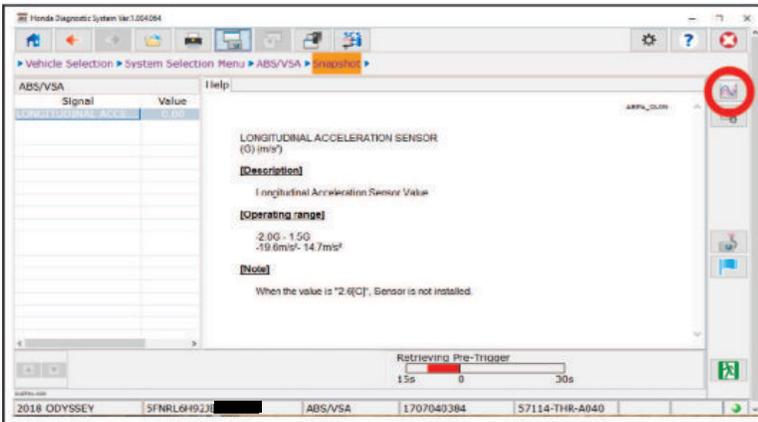 Honda Diagnostic System Ver.1.004.064
Vehicle Selection ▸ System Selection Menu ▸ ABS/VSA ▸ Snapshot
ABS/VSA
Help
Signal Value
LONGITUDINAL ACCE... 0.00
LONGITUDINAL ACCELERATION SENSOR
(G) (m/s²)
[Description]
Longitudinal Acceleration Sensor Value
[Operating range]
-2.0G - 1.5G
-19.6m/s²- 14.7m/s²
[Note]
When the value is "2.6[C]", Sensor is not installed.
Retrieving Pre-Trigger
15s 0 30s
2018 ODYSSEY 5FNRL6H92JE ABS/VSA 1707040384 57114-THR-A040